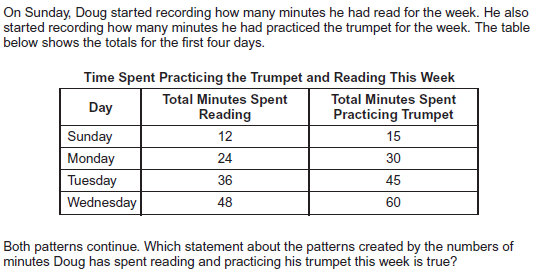 On Sunday, Doug started recording how many minutes he had read for the week. He also
started recording how many minutes he had practiced the trumpet for the week. The table
below shows the totals for the first four days.
Time Spent Practicing the Trumpet and Reading This Week
Day Total Minutes Spent Reading Total Minutes Spent Practicing Trumpet
Sunday 12 15
Monday 24 30
Tuesday 36 45
Wednesday 48 60
Both patterns continue. Which statement about the patterns created by the numbers of
minutes Doug has spent reading and practicing his trumpet this week is true?